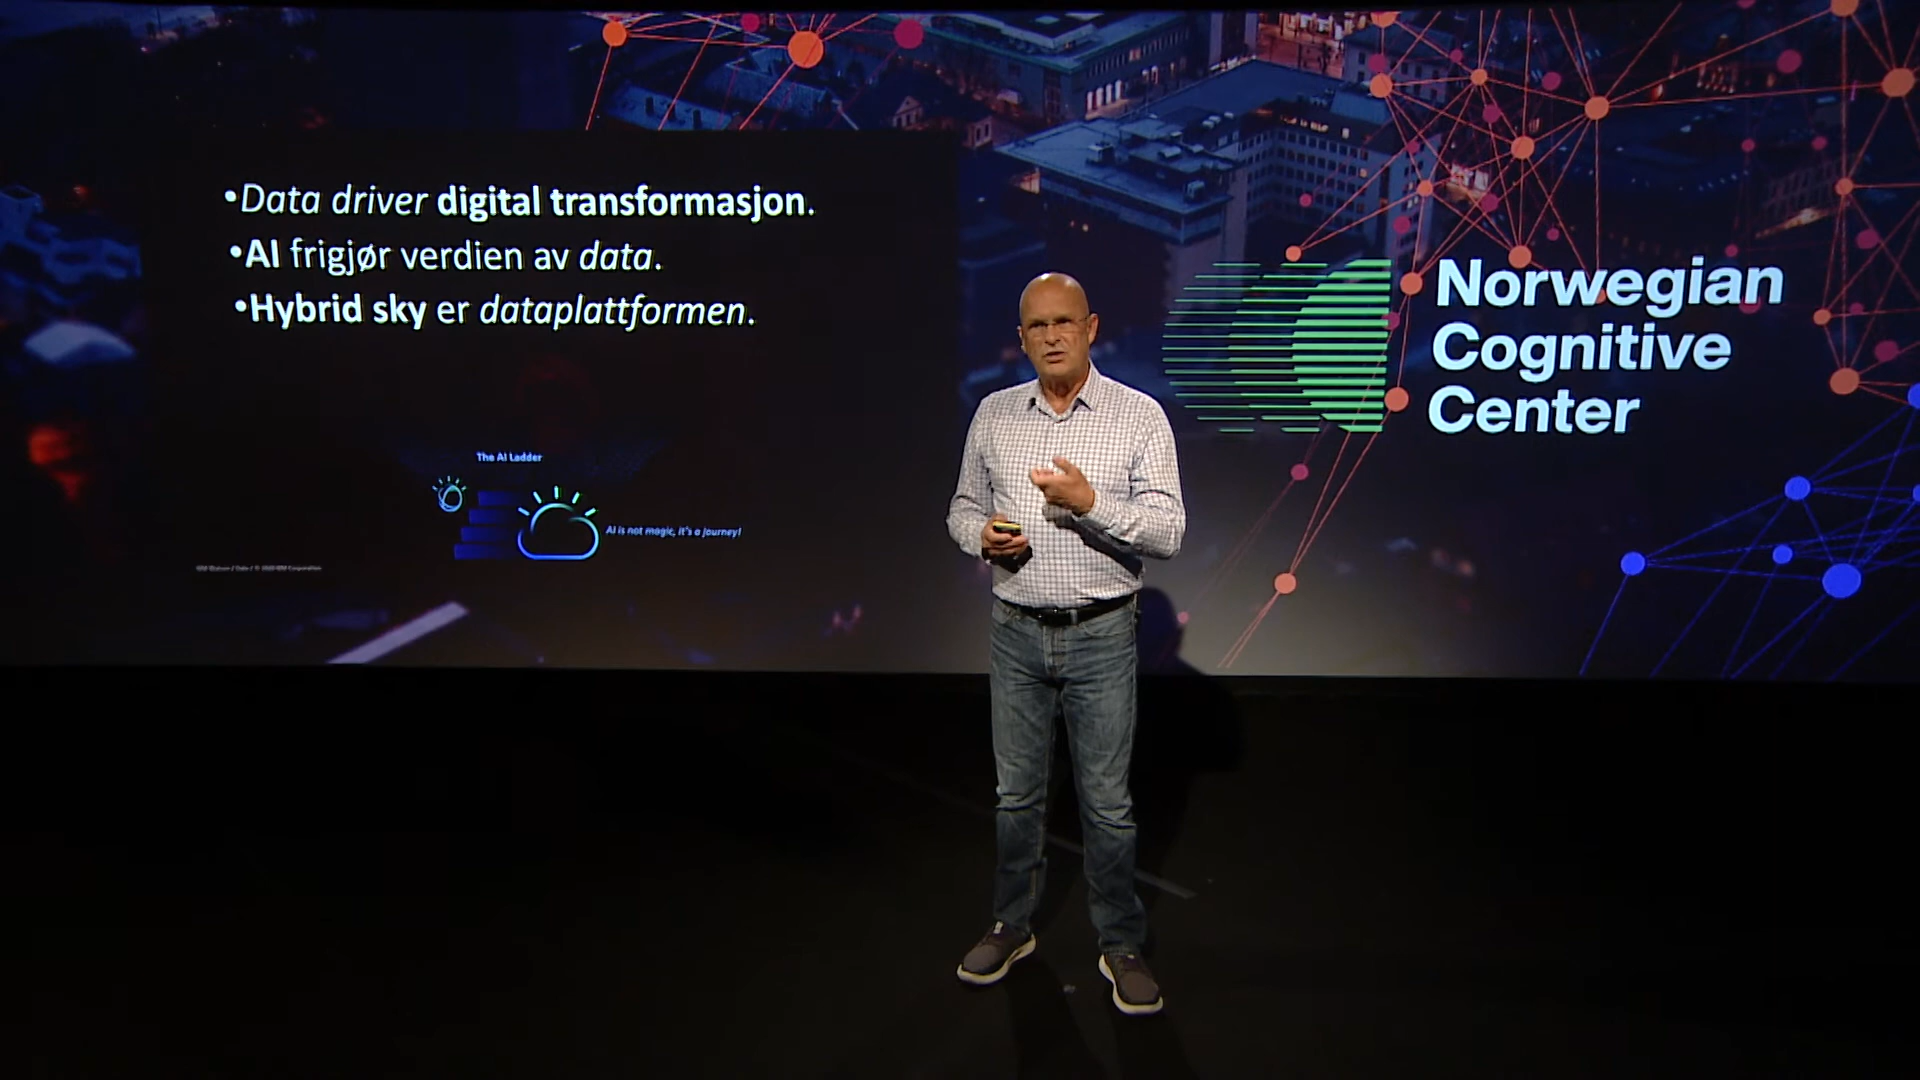 •Data driver digital transformasjon.
•AI frigjør verdien av data.
•Hybrid sky er dataplattformen.
The AI Ladder
AI is not magic, it's a journey!
Norwegian
Cognitive
Center